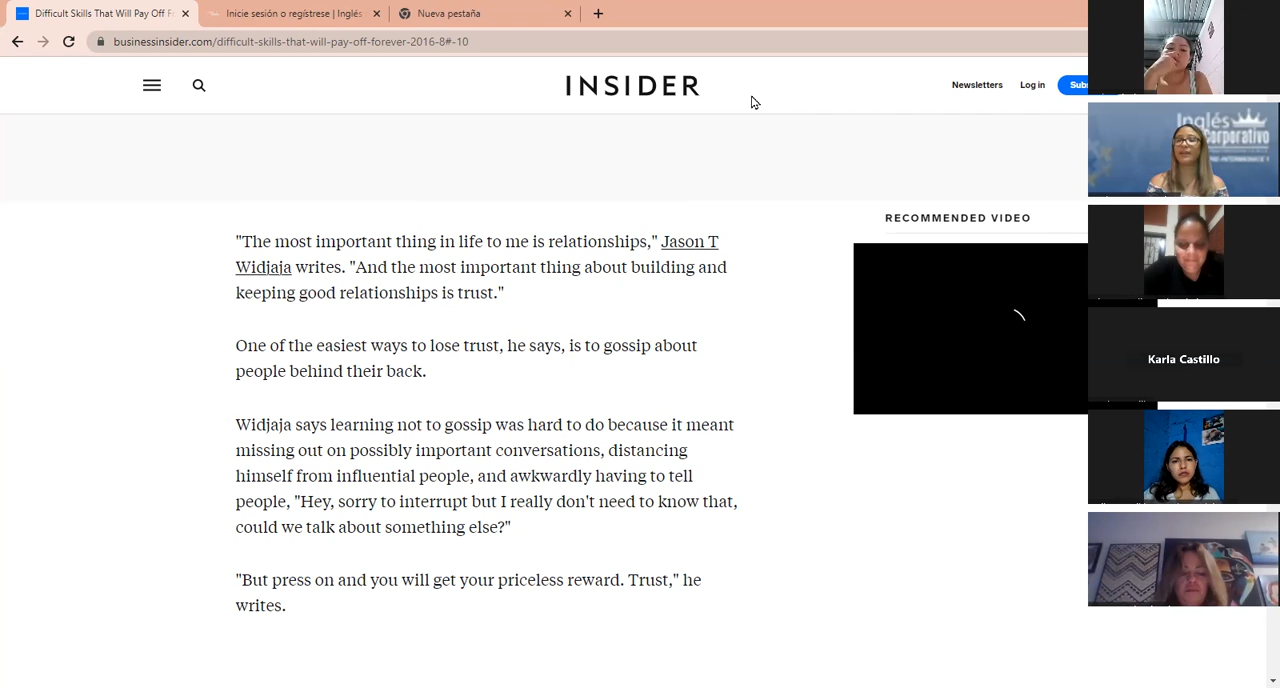 Difficult Skills That Will Pay Off F
Inicie sesión o regístrese | Inglés
Nueva pestaña
businessinsider.com/difficult-skills-that-will-pay-off-forever-2016-8#-10
INSIDER
Newsletters
Log in
Subs
"The most important thing in life to me is relationships," Jason T
Widjaja writes. "And the most important thing about building and
keeping good relationships is trust."
One of the easiest ways to lose trust, he says, is to gossip about
people behind their back.
Widjaja says learning not to gossip was hard to do because it meant
missing out on possibly important conversations, distancing
himself from influential people, and awkwardly having to tell
people, "Hey, sorry to interrupt but I really don't need to know that,
could we talk about something else?"
"But press on and you will get your priceless reward. Trust," he
writes.
RECOMMENDED VIDEO
Inglés
Corporativo
Karla Castillo